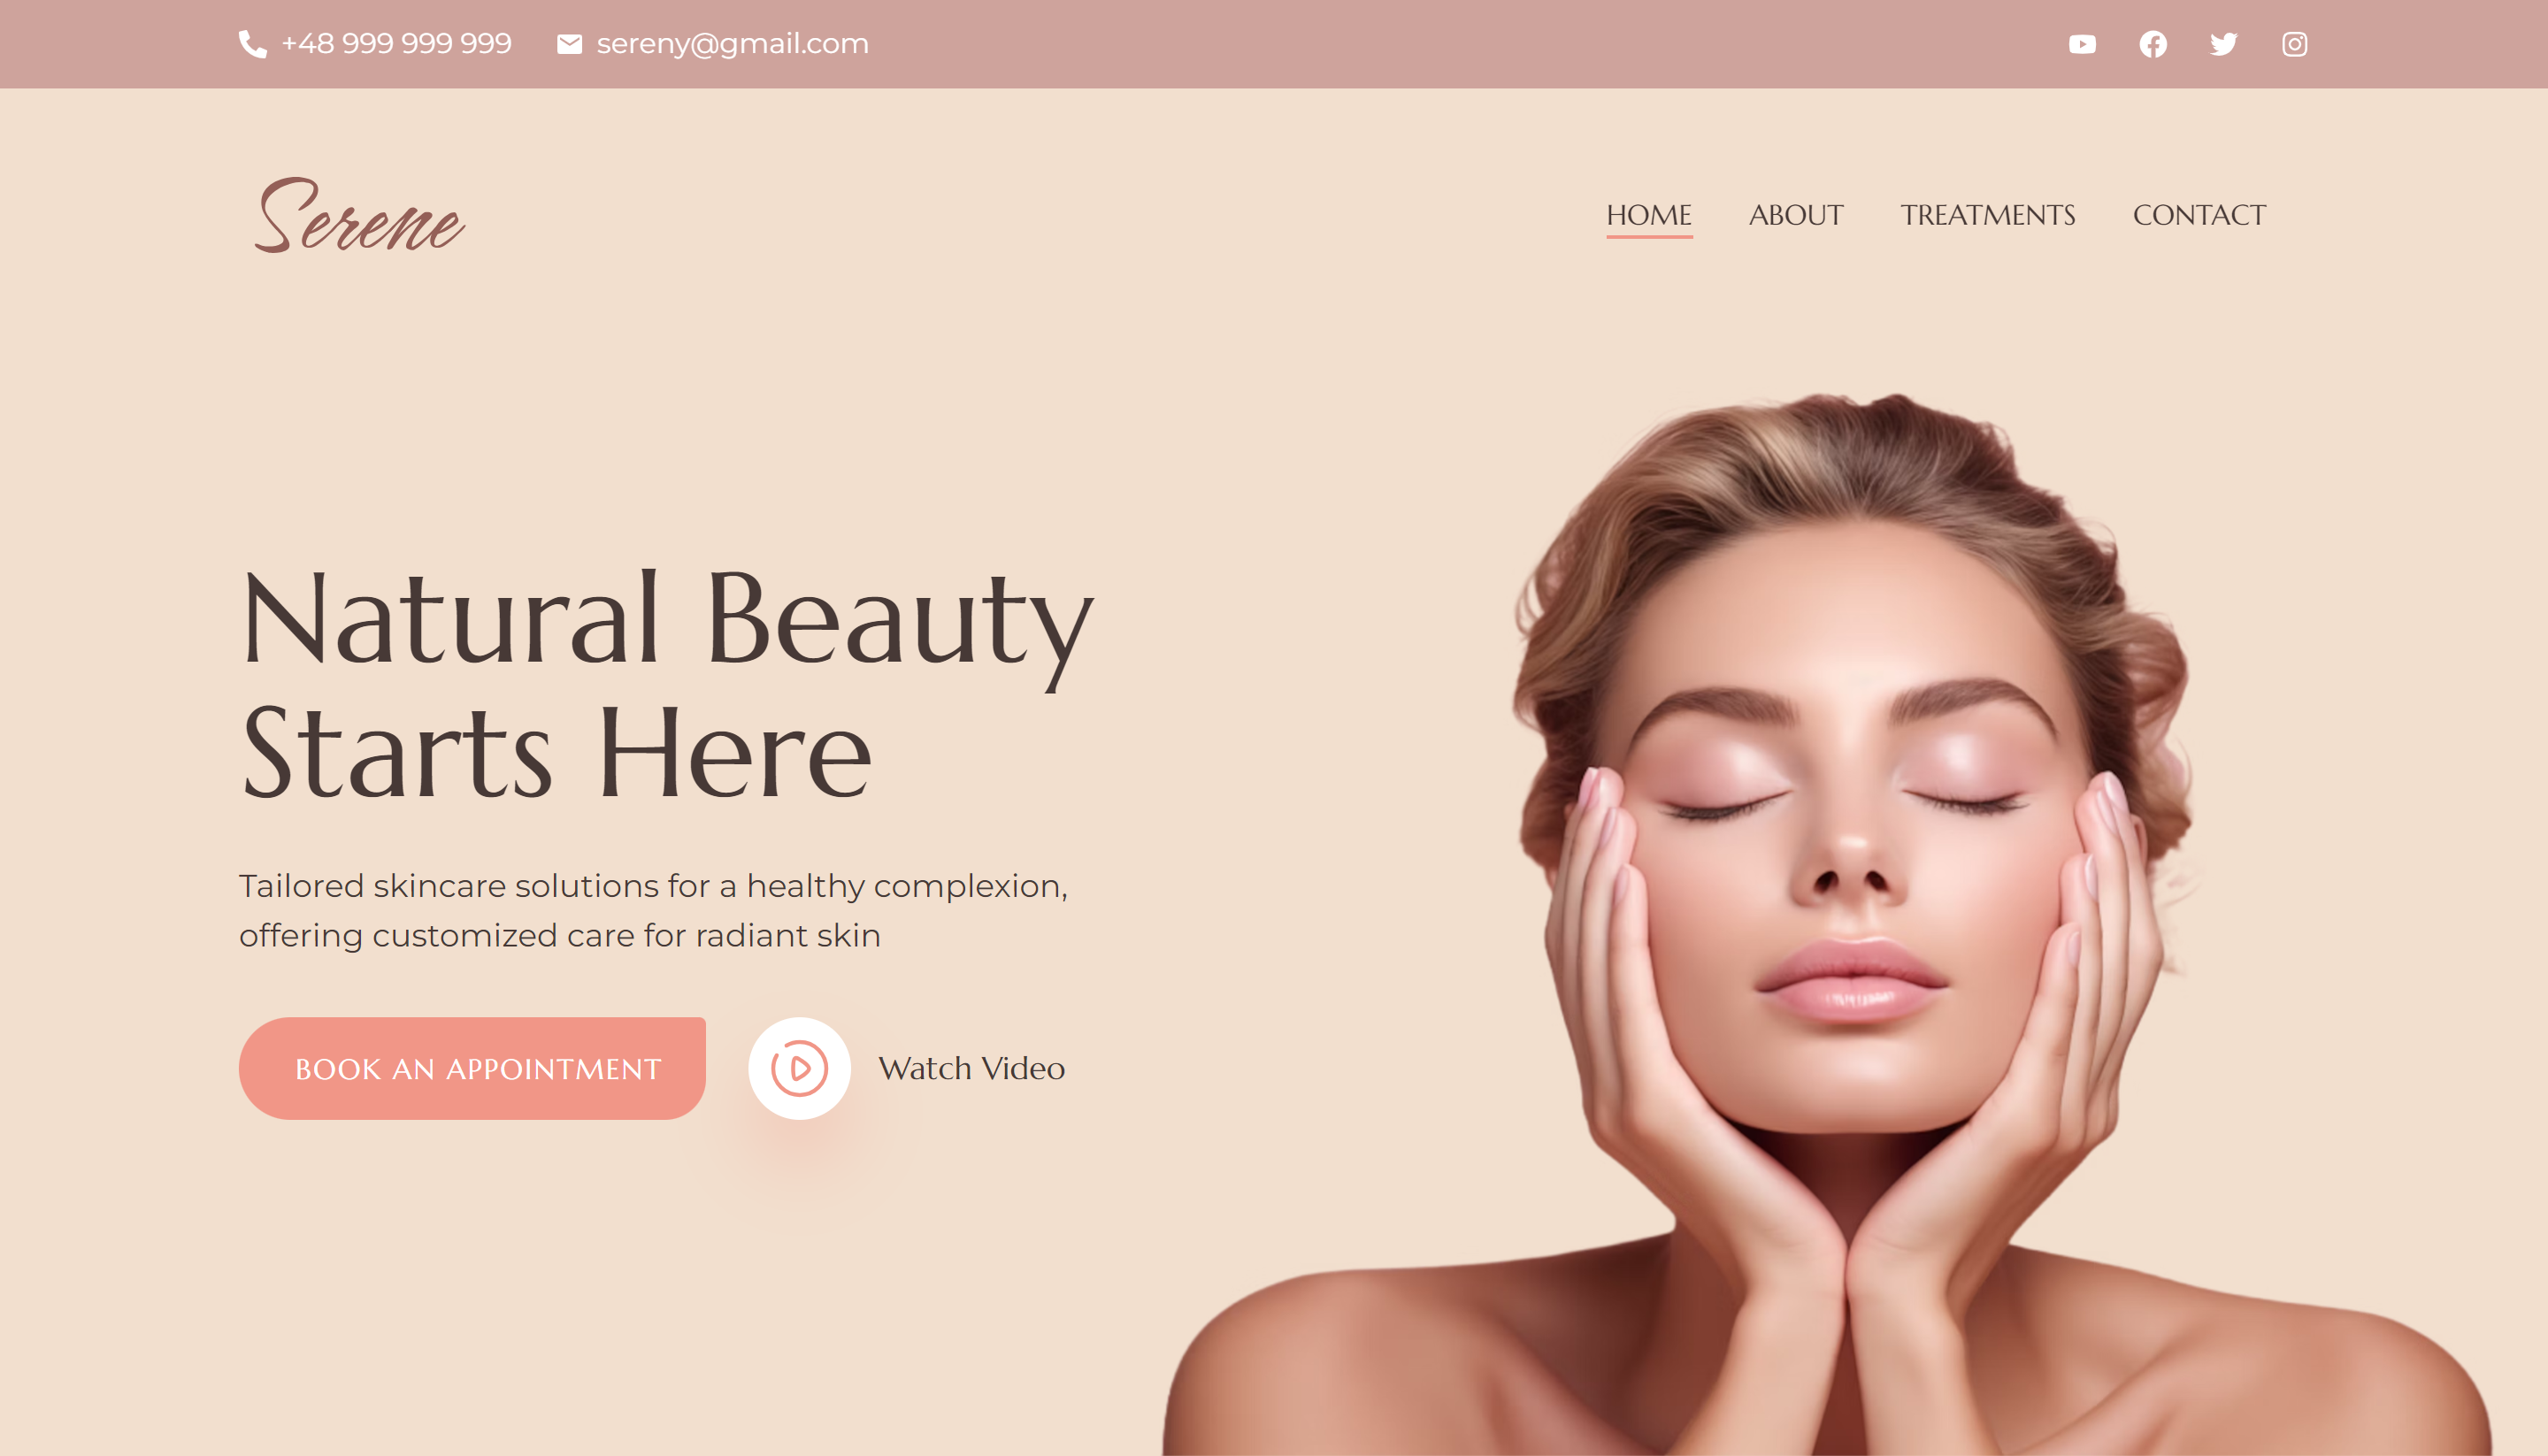 +48 999 999 999 sereny@gmail.com
Serene
HOME ABOUT TREATMENTS CONTACT
Natural Beauty
Starts Here
Tailored skincare solutions for a healthy complexion,
offering customized care for radiant skin
BOOK AN APPOINTMENT Watch Video